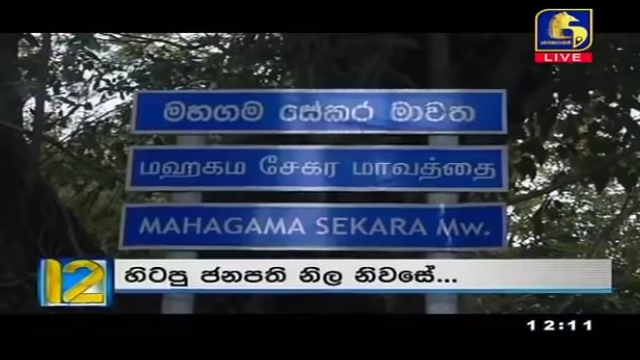 LIVE
මහගම සේකර මාවත
மஹகம சேகர மாவத்தை
MAHAGAMA SEKARA Mw.
12 හිටපු ජනපති නිල නිවසේ...
12:11